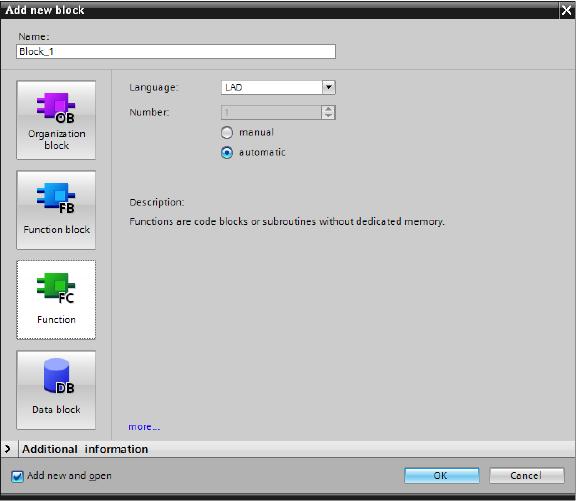 Add new block
Name:
Block_1
OB
Organization
block
FB
Function block
FC
Function
DB
Data block
Language:
LAD
Number:
1
manual
automatic
Description:
Functions are code blocks or subroutines without dedicated memory.
more...
> Additional information
Add new and open
OK
Cancel